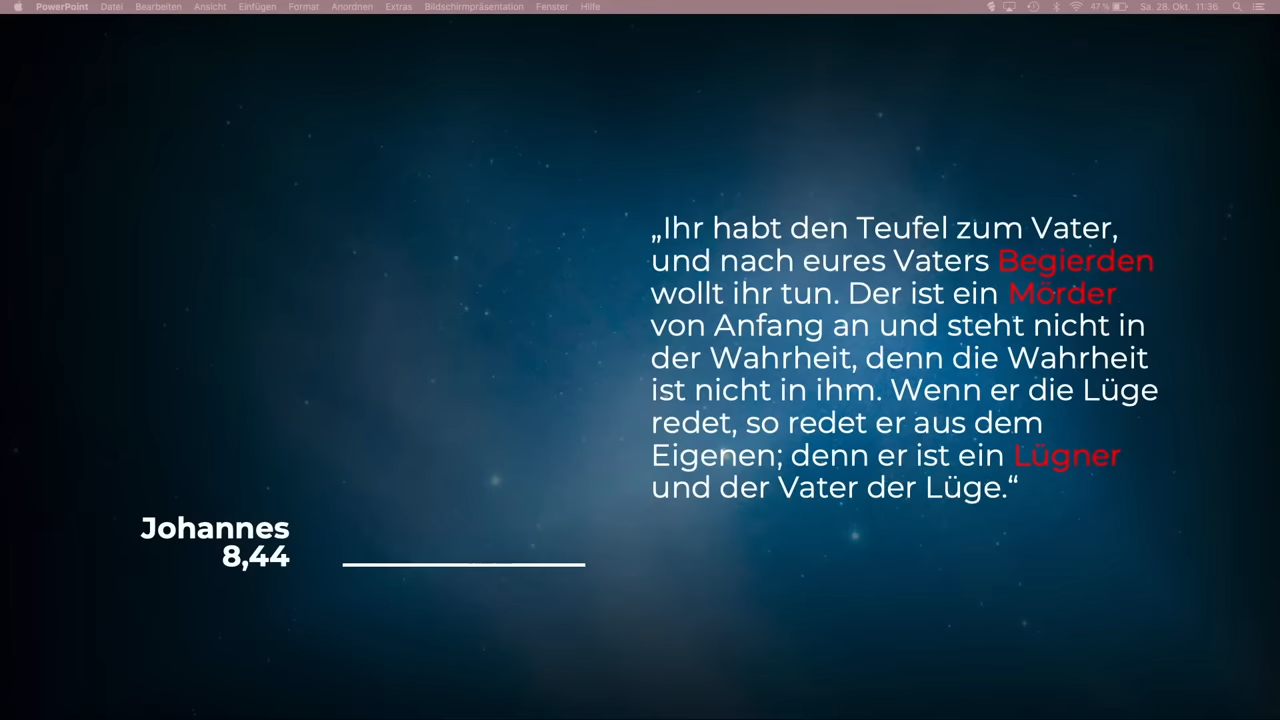 PowerPoint Datei Bearbeiten Ansicht Einfügen Format Anordnen Extras Bildschirmpräsentation Fenster Hilfe 47 % Sa. 28. Okt. 11:36
„Ihr habt den Teufel zum Vater,
und nach eures Vaters Begierden
wollt ihr tun. Der ist ein Mörder
von Anfang an und steht nicht in
der Wahrheit, denn die Wahrheit
ist nicht in ihm. Wenn er die Lüge
redet, so redet er aus dem
Eigenen; denn er ist ein Lügner
und der Vater der Lüge.“
Johannes
8,44